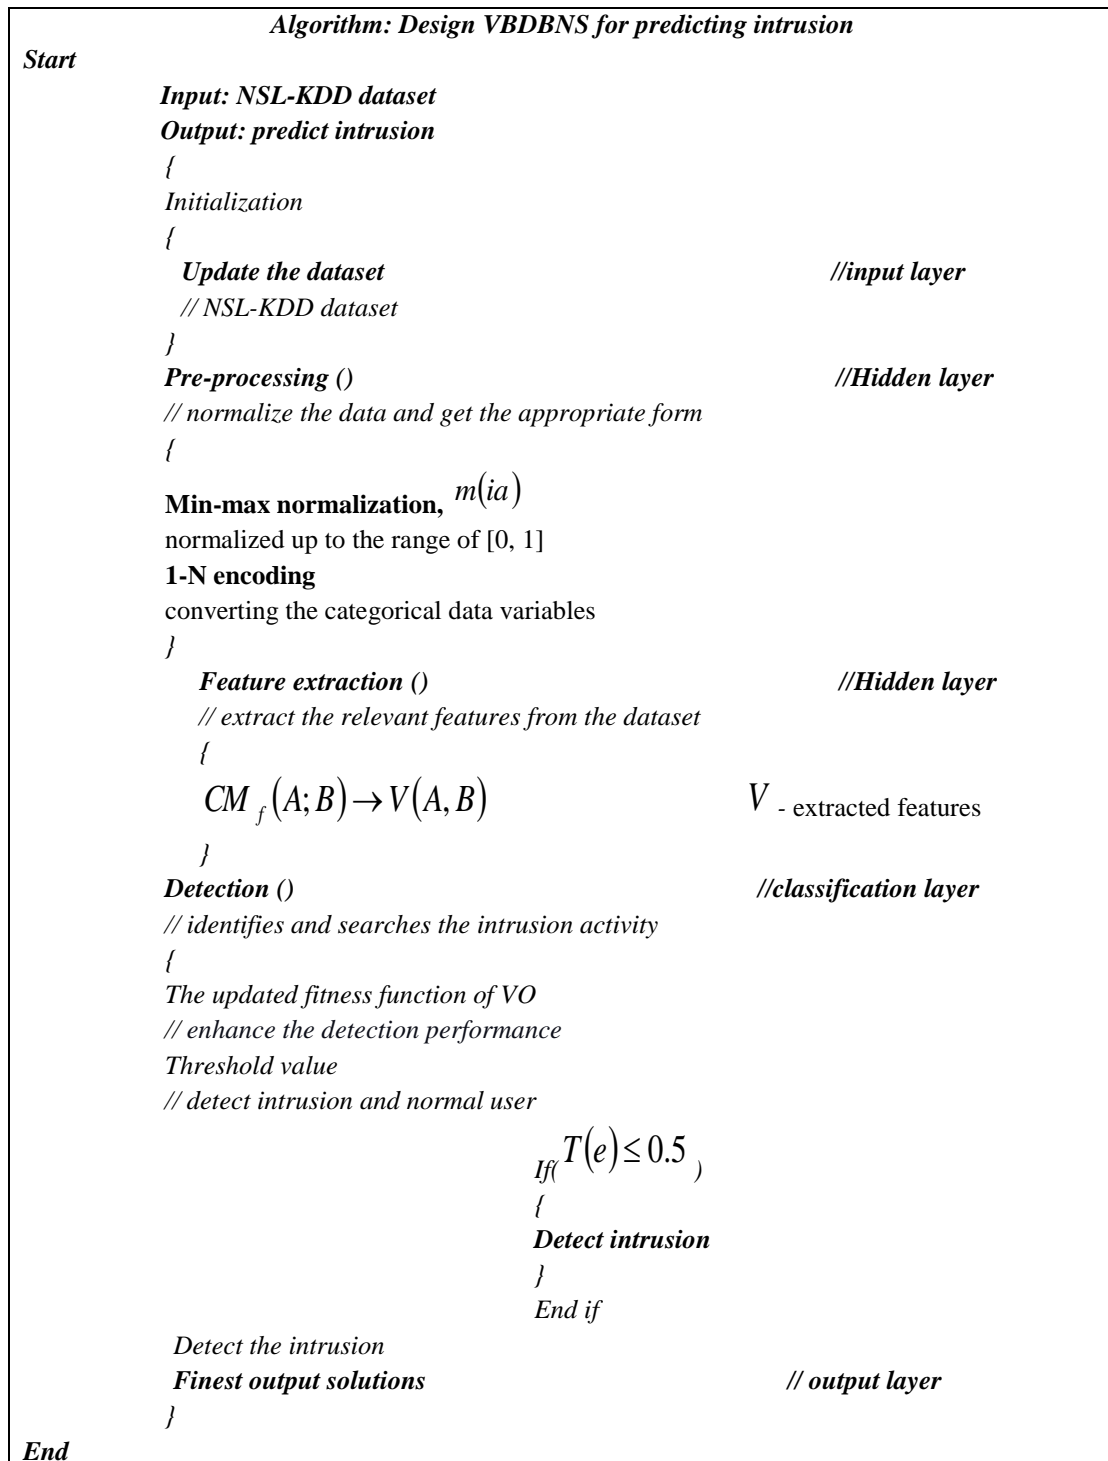 Algorithm: Design VBDBNS for predicting intrusion
Start
Input: NSL-KDD dataset
Output: predict intrusion
{
Initialization
{
Update the dataset //input layer
// NSL-KDD dataset
}
Pre-processing () //Hidden layer
// normalize the data and get the appropriate form
{
Min-max normalization, m(ia)
normalized up to the range of [0, 1]
1-N encoding
converting the categorical data variables
}
Feature extraction () //Hidden layer
// extract the relevant features from the dataset
{
CM_f(A;B)→V(A,B) V - extracted features
}
Detection () //classification layer
// identifies and searches the intrusion activity
{
The updated fitness function of VO
// enhance the detection performance
Threshold value
// detect intrusion and normal user
If( T(e)≤0.5 )
{
Detect intrusion
}
End if
Detect the intrusion
Finest output solutions // output layer
}
End